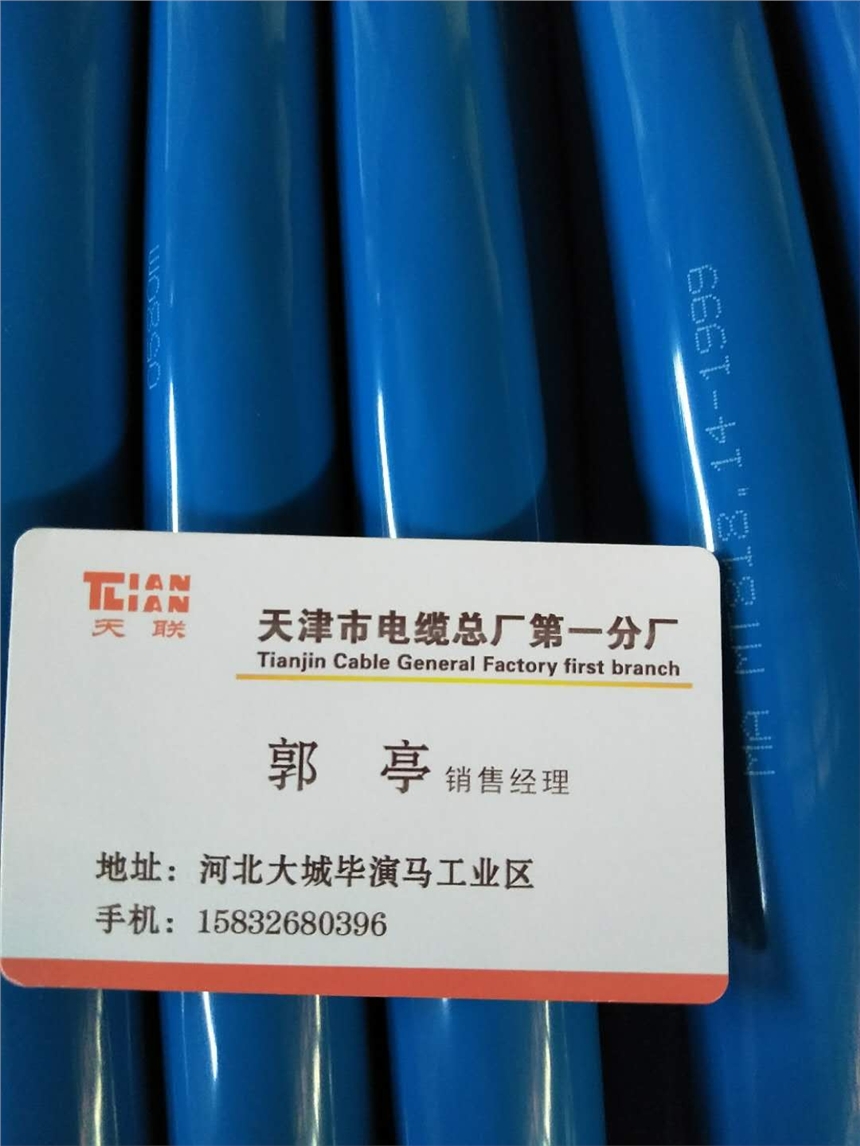 TLIAN
LIAN
天联
天津市电缆总厂第一分厂
Tianjin Cable General Factory first branch
郭 亭 销售经理
地址：河北大城毕演马工业区
手机：15832680396
MA MT818.14-1999